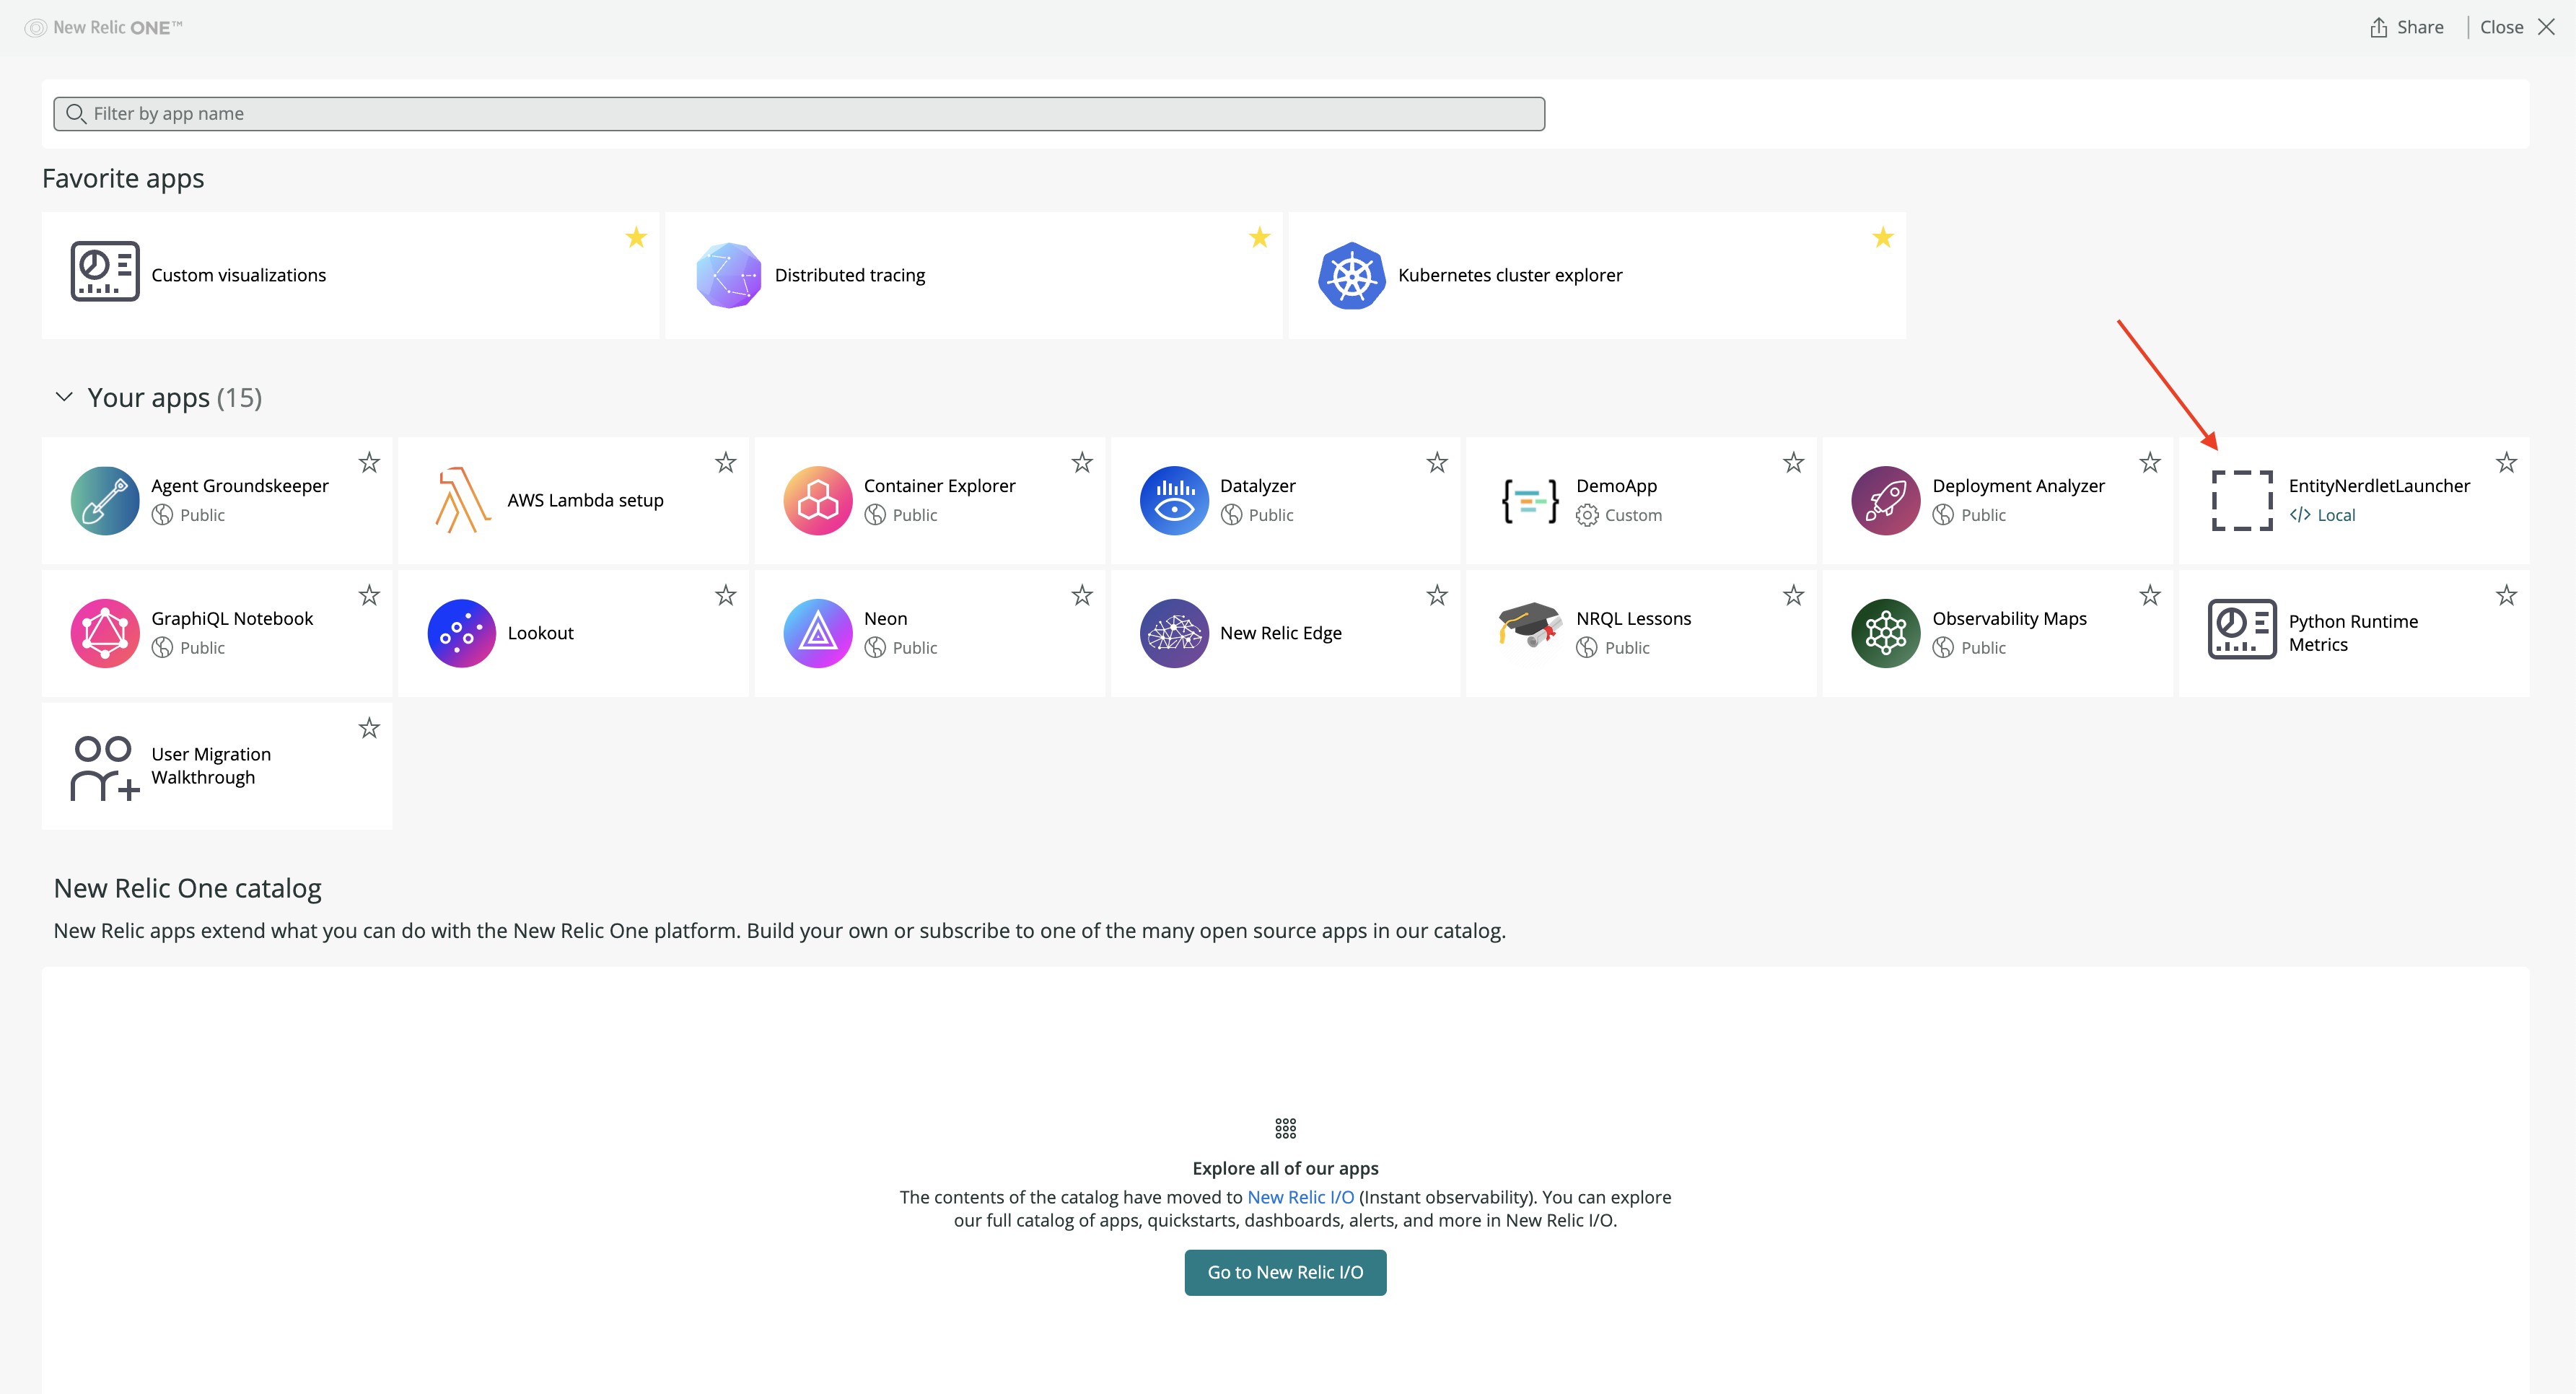 New Relic ONE™
Share
Close
Filter by app name
Favorite apps
Custom visualizations
Distributed tracing
Kubernetes cluster explorer
Your apps (15)
Agent Groundskeeper
Public
AWS Lambda setup
Container Explorer
Public
Datalyzer
Public
DemoApp
Custom
Deployment Analyzer
Public
EntityNerdletLauncher
</> Local
GraphiQL Notebook
Public
Lookout
Neon
Public
New Relic Edge
NRQL Lessons
Public
Observability Maps
Public
Python Runtime
Metrics
User Migration
Walkthrough
New Relic One catalog
New Relic apps extend what you can do with the New Relic One platform. Build your own or subscribe to one of the many open source apps in our catalog.
Explore all of our apps
The contents of the catalog have moved to New Relic I/O (Instant observability). You can explore
our full catalog of apps, quickstarts, dashboards, alerts, and more in New Relic I/O.
Go to New Relic I/O